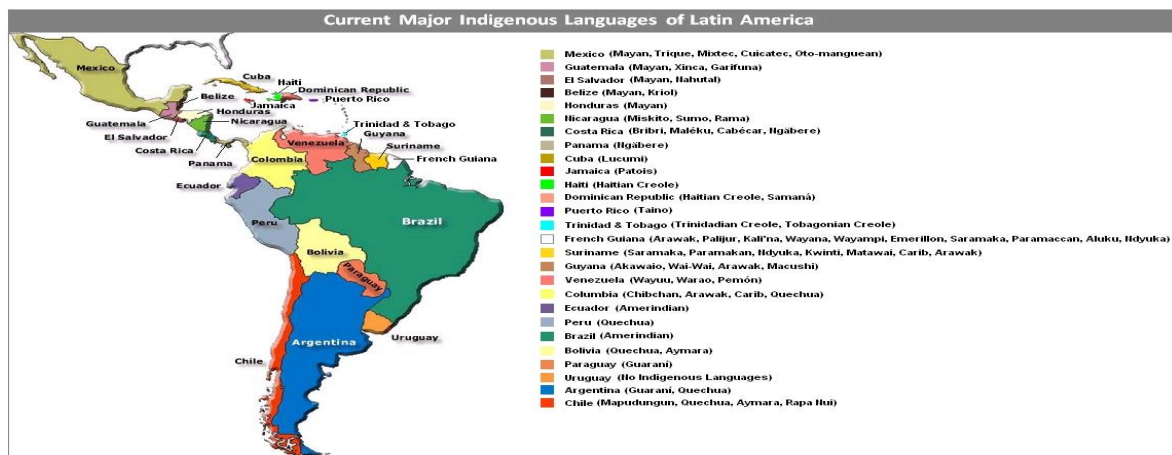 Current Major Indigenous Languages of Latin America
Mexico
Cuba
Haiti
Dominican Republic
Puerto Rico
Jamaica
Belize
Honduras
Guatemala
Nicaragua
El Salvador
Costa Rica
Panama
Trinidad & Tobago
Guyana
Venezuela
Suriname
Colombia
French Guiana
Ecuador
Peru
Brazil
Bolivia
Paraguay
Uruguay
Argentina
Chile
Mexico (Mayan, Trique, Mixtec, Cuicatec, Oto-manguean)
Guatemala (Mayan, Xinca, Garifuna)
El Salvador (Mayan, Nahutal)
Belize (Mayan, Kriol)
Honduras (Mayan)
Nicaragua (Miskito, Sumo, Rama)
Costa Rica (Bribri, Maléku, Cabécar, Ngäbere)
Panama (Ngäbere)
Cuba (Lucumi)
Jamaica (Patois)
Haiti (Haitian Creole)
Dominican Republic (Haitian Creole, Samaná)
Puerto Rico (Taino)
Trinidad & Tobago (Trinidadian Creole, Tobagonian Creole)
French Guiana (Arawak, Palijur, Kali'na, Wayana, Wayampi, Emerillon, Saramaka, Paramaccan, Aluku, Ndyuka)
Suriname (Saramaka, Paramakan, Ndyuka, Kwinti, Matawai, Carib, Arawak)
Guyana (Akawaio, Wai-Wai, Arawak, Macushi)
Venezuela (Wayuu, Warao, Pemón)
Columbia (Chibchan, Arawak, Carib, Quechua)
Ecuador (Amerindian)
Peru (Quechua)
Brazil (Amerindian)
Bolivia (Quechua, Aymara)
Paraguay (Guaraní)
Uruguay (No Indigenous Languages)
Argentina (Guaraní, Quechua)
Chile (Mapudungun, Quechua, Aymara, Rapa Nui)